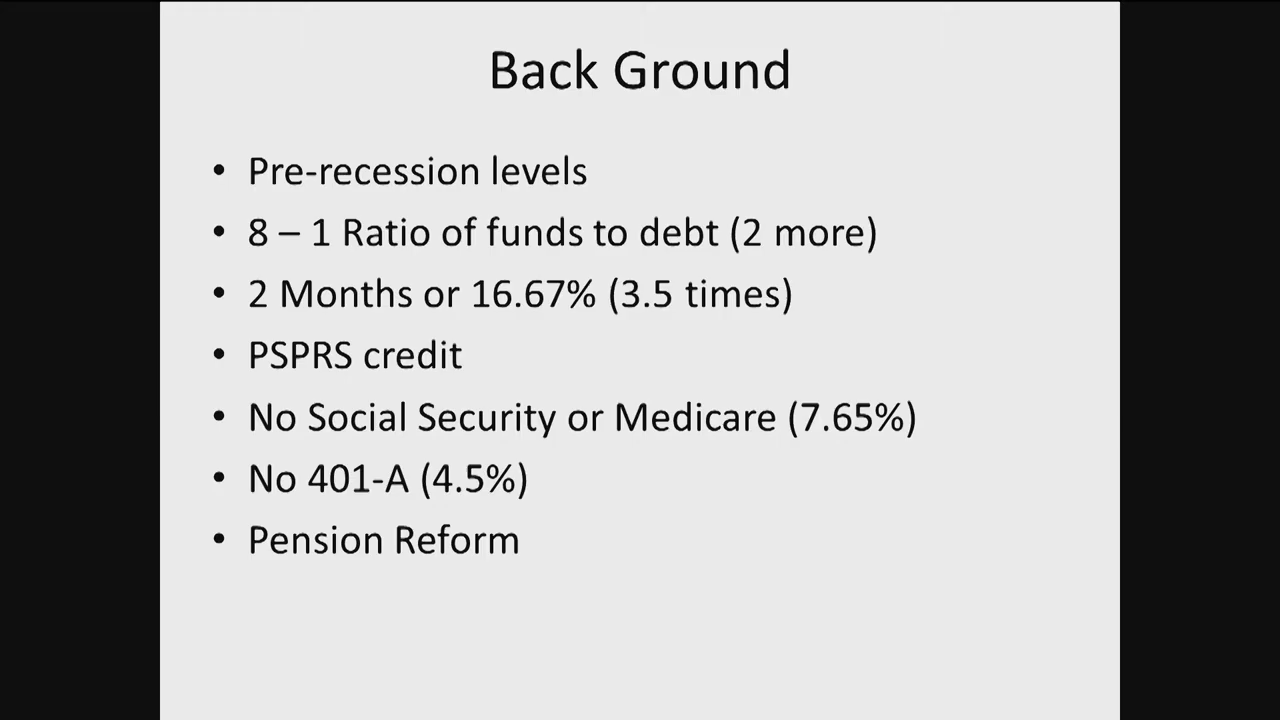 Back Ground
• Pre-recession levels
• 8 – 1 Ratio of funds to debt (2 more)
• 2 Months or 16.67% (3.5 times)
• PSPRS credit
• No Social Security or Medicare (7.65%)
• No 401-A (4.5%)
• Pension Reform